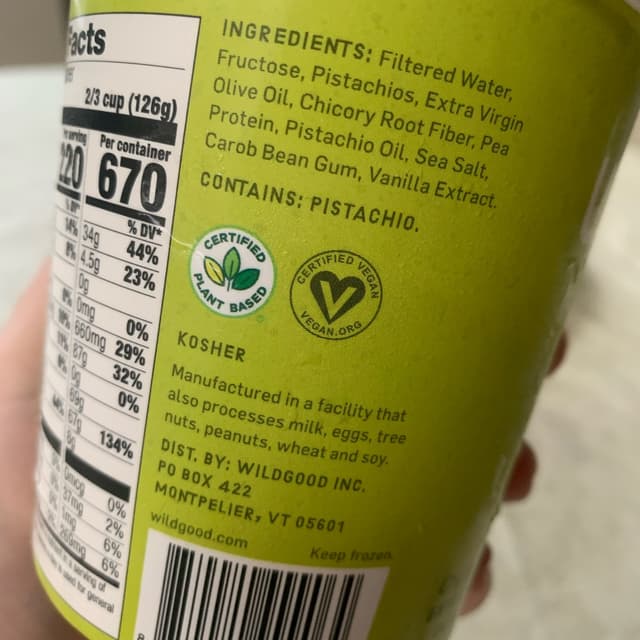 Facts
2/3 cup (126g)
Per container
220 670
% DV*
34g 44%
4.5g 23%
0g
0mg 0%
660mg 29%
87g 32%
0%
134%
0%
2%
6%
6%
INGREDIENTS: Filtered Water,
Fructose, Pistachios, Extra Virgin
Olive Oil, Chicory Root Fiber, Pea
Protein, Pistachio Oil, Sea Salt,
Carob Bean Gum, Vanilla Extract.
CONTAINS: PISTACHIO.
CERTIFIED
PLANT BASED
CERTIFIED VEGAN
VEGAN.ORG
KOSHER
Manufactured in a facility that
also processes milk, eggs, tree
nuts, peanuts, wheat and soy.
DIST. BY: WILDGOOD INC.
PO BOX 422
MONTPELIER, VT 05601
wildgood.com
Keep frozen.